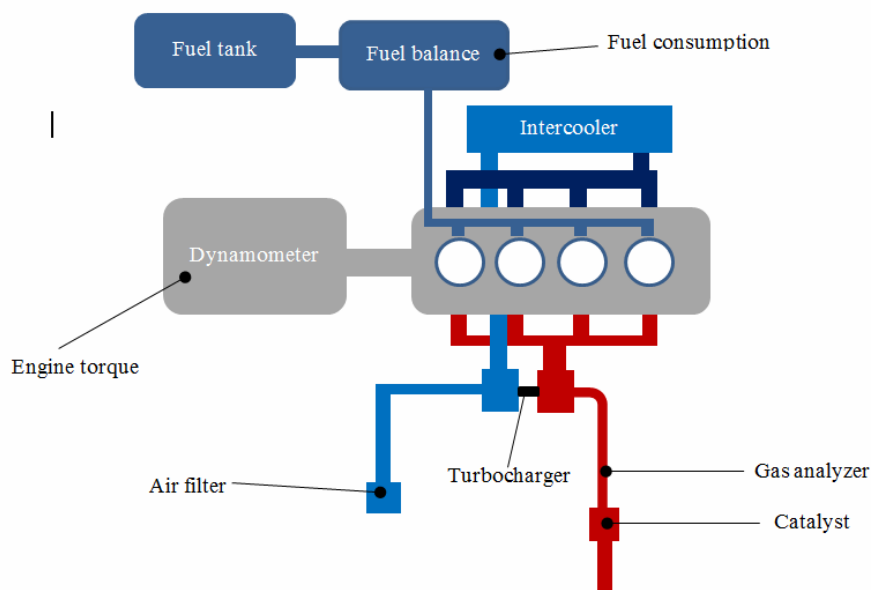 Fuel tank
Fuel balance
Fuel consumption
Intercooler
Dynamometer
Engine torque
Turbocharger
Air filter
Gas analyzer
Catalyst